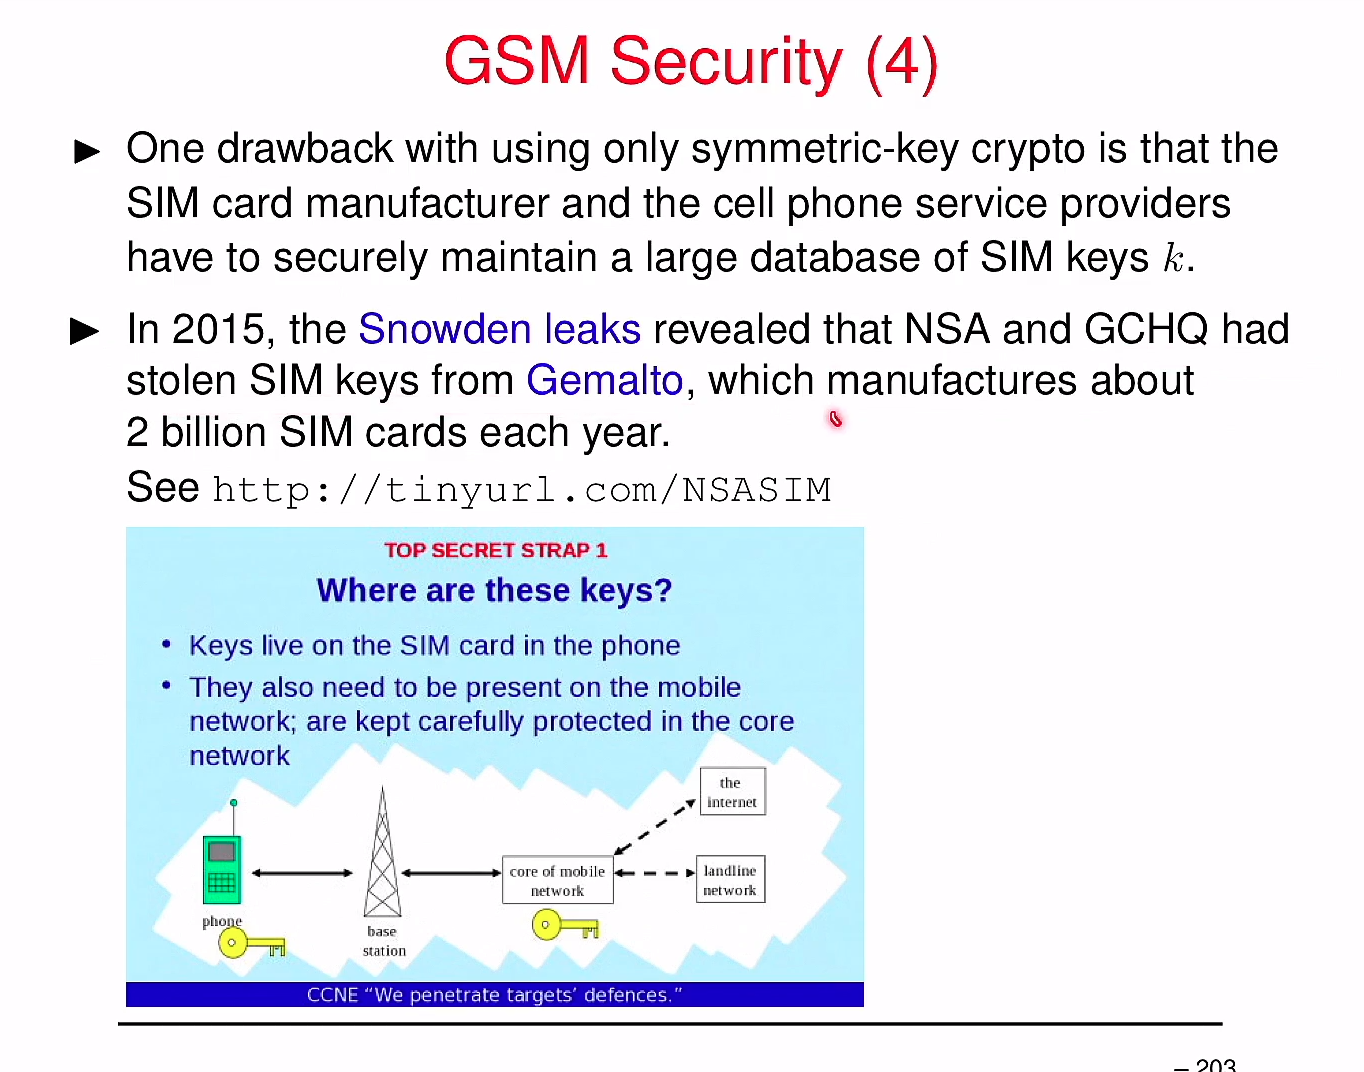 GSM Security (4)
► One drawback with using only symmetric-key crypto is that the
SIM card manufacturer and the cell phone service providers
have to securely maintain a large database of SIM keys k.
► In 2015, the Snowden leaks revealed that NSA and GCHQ had
stolen SIM keys from Gemalto, which manufactures about
2 billion SIM cards each year.
See http://tinyurl.com/NSASIM
TOP SECRET STRAP 1
Where are these keys?
• Keys live on the SIM card in the phone
• They also need to be present on the mobile
network; are kept carefully protected in the core
network
the
internet
core of mobile
network
landline
network
phone
base
station
CCNE “We penetrate targets’ defences.”
– 203